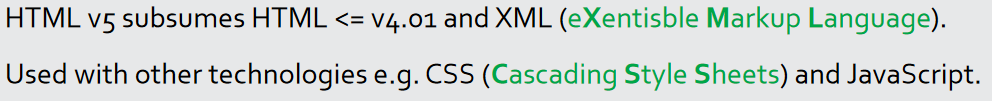 HTML v5 subsumes HTML <= v4.01 and XML (eXentisble Markup Language).
Used with other technologies e.g. CSS (Cascading Style Sheets) and JavaScript.